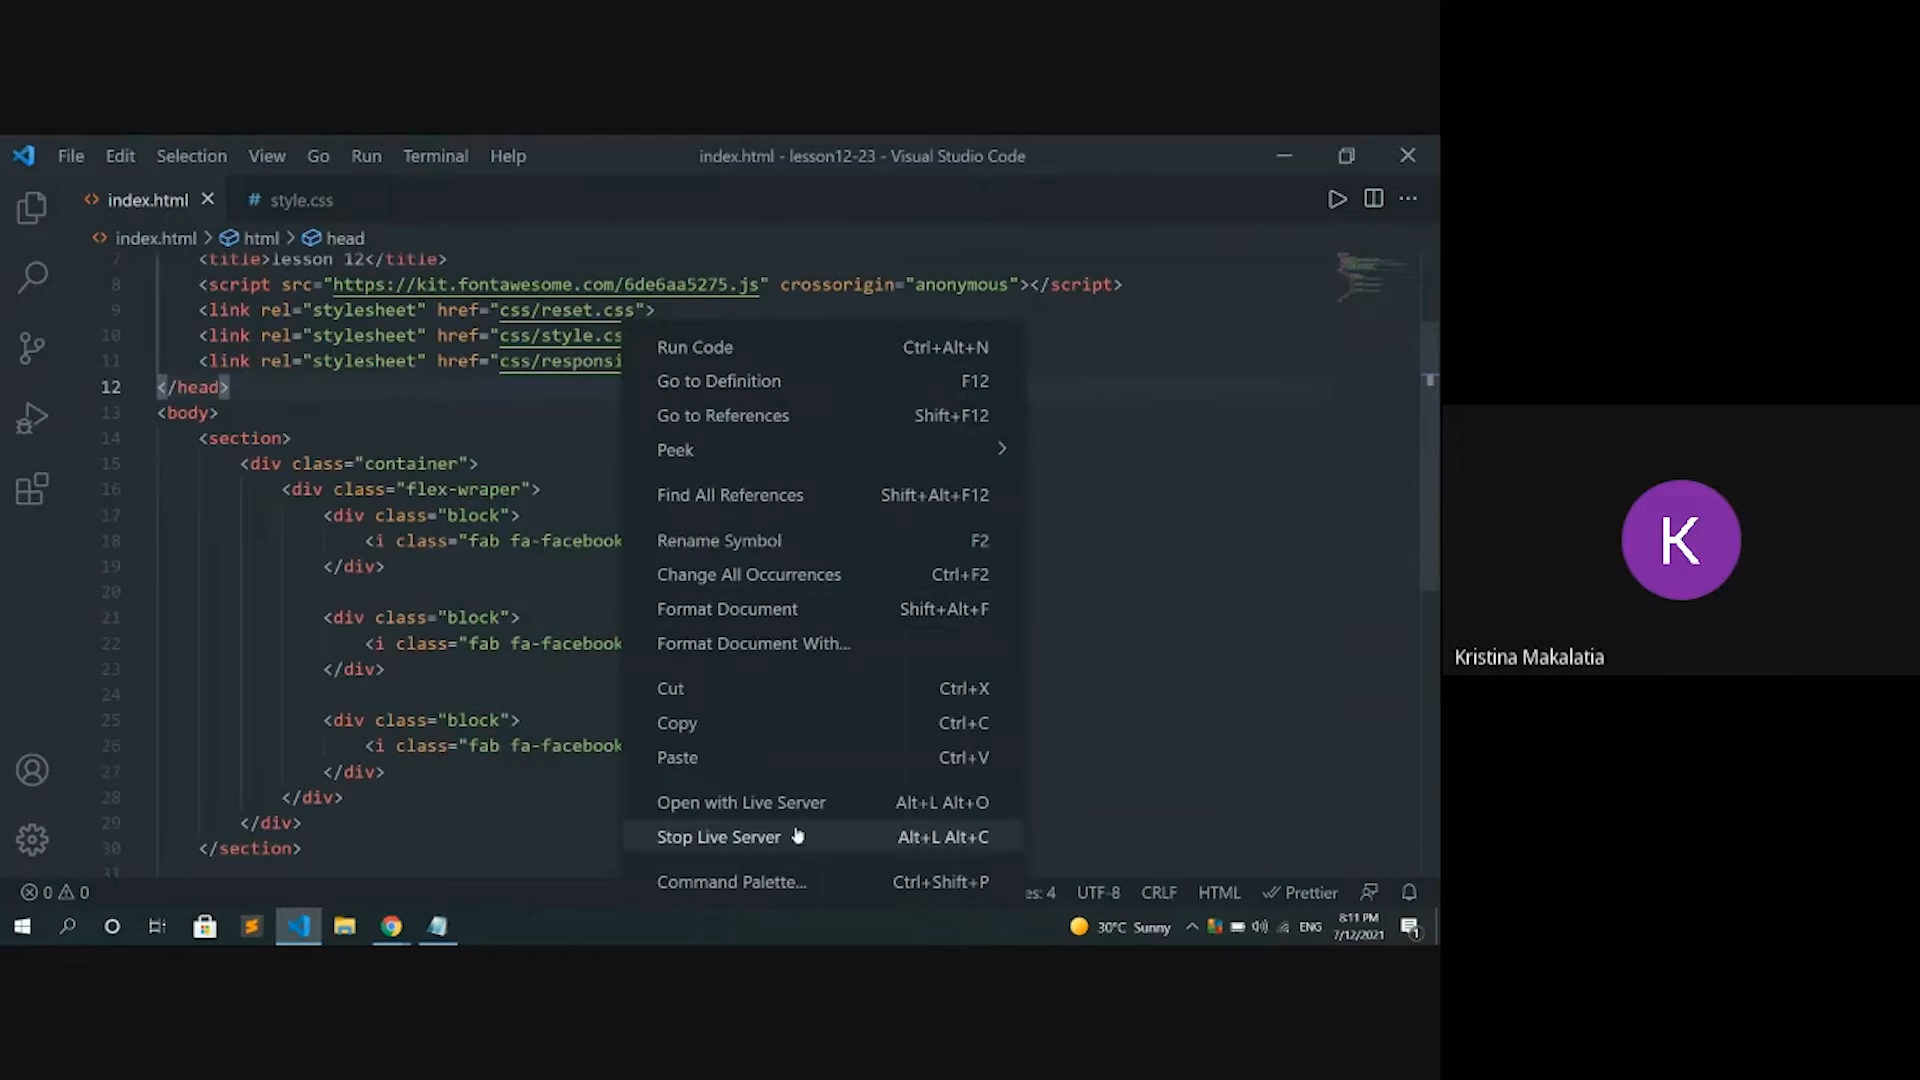 File Edit Selection View Go Run Terminal Help index.html - lesson12-23 - Visual Studio Code
index.html # style.css
index.html > html > head
7 <title>lesson 12</title>
8 <script src="https://kit.fontawesome.com/6de6aa5275.js" crossorigin="anonymous"></script>
9 <link rel="stylesheet" href="css/reset.css">
10 <link rel="stylesheet" href="css/style.cs
11 <link rel="stylesheet" href="css/responsi
12 </head>
13 <body>
14 <section>
15 <div class="container">
16 <div class="flex-wraper">
17 <div class="block">
18 <i class="fab fa-facebook
19 </div>
20
21 <div class="block">
22 <i class="fab fa-facebook
23 </div>
24
25 <div class="block">
26 <i class="fab fa-facebook
27 </div>
28 </div>
29 </div>
30 </section>
31
Run Code Ctrl+Alt+N
Go to Definition F12
Go to References Shift+F12
Peek >
Find All References Shift+Alt+F12
Rename Symbol F2
Change All Occurrences Ctrl+F2
Format Document Shift+Alt+F
Format Document With...
Cut Ctrl+X
Copy Ctrl+C
Paste Ctrl+V
Open with Live Server Alt+L Alt+O
Stop Live Server Alt+L Alt+C
Command Palette... Ctrl+Shift+P
0 0 es: 4 UTF-8 CRLF HTML Prettier
30°C Sunny ENG 8:11 PM
7/12/2021 1
K
Kristina Makalatia